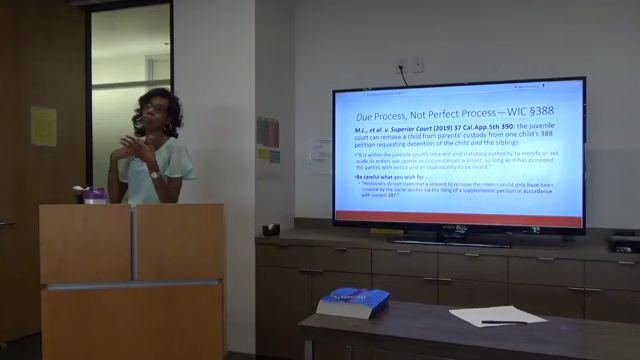 Due Process, Not Perfect Process—WIC §388
M.L., et al. v. Superior Court (2019) 37 Cal.App.5th 390: the juvenile
court can remove a child from parents' custody from one child's 388
petition requesting detention of the child and the siblings.
"It is within the juvenile court's inherent and statutory authority to modify or set
aside its orders sua sponte as circumstances warrant, so long as it has provided
the parties with notice and an opportunity to be heard."
Be careful what you wish for . . .
"Petitioners do not claim that a request to remove the minors could only have been
initiated by the social worker via the filing of a supplemental petition in accordance
with section 387."